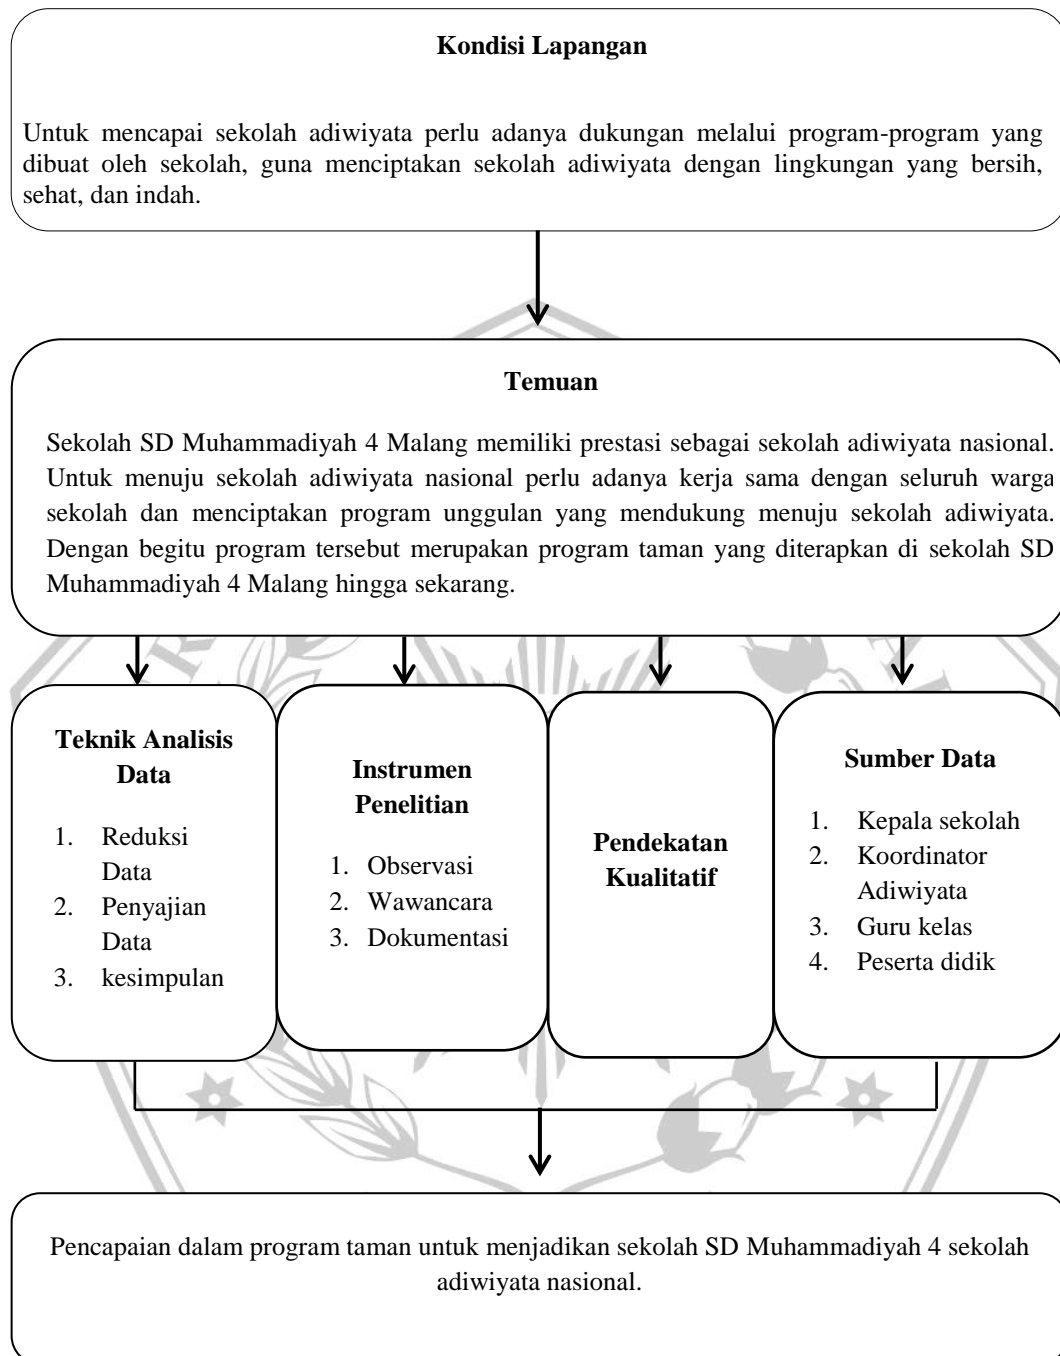 Kondisi Lapangan
Untuk mencapai sekolah adiwiyata perlu adanya dukungan melalui program-program yang
dibuat oleh sekolah, guna menciptakan sekolah adiwiyata dengan lingkungan yang bersih,
sehat, dan indah.
Temuan
Sekolah SD Muhammadiyah 4 Malang memiliki prestasi sebagai sekolah adiwiyata nasional.
Untuk menuju sekolah adiwiyata nasional perlu adanya kerja sama dengan seluruh warga
sekolah dan menciptakan program unggulan yang mendukung menuju sekolah adiwiyata.
Dengan begitu program tersebut merupakan program taman yang diterapkan di sekolah SD
Muhammadiyah 4 Malang hingga sekarang.
Teknik Analisis
Data
1. Reduksi
Data
2. Penyajian
Data
3. kesimpulan
Instrumen
Penelitian
1. Observasi
2. Wawancara
3. Dokumentasi
Pendekatan
Kualitatif
Sumber Data
1. Kepala sekolah
2. Koordinator
Adiwiyata
3. Guru kelas
4. Peserta didik
Pencapaian dalam program taman untuk menjadikan sekolah SD Muhammadiyah 4 sekolah
adiwiyata nasional.